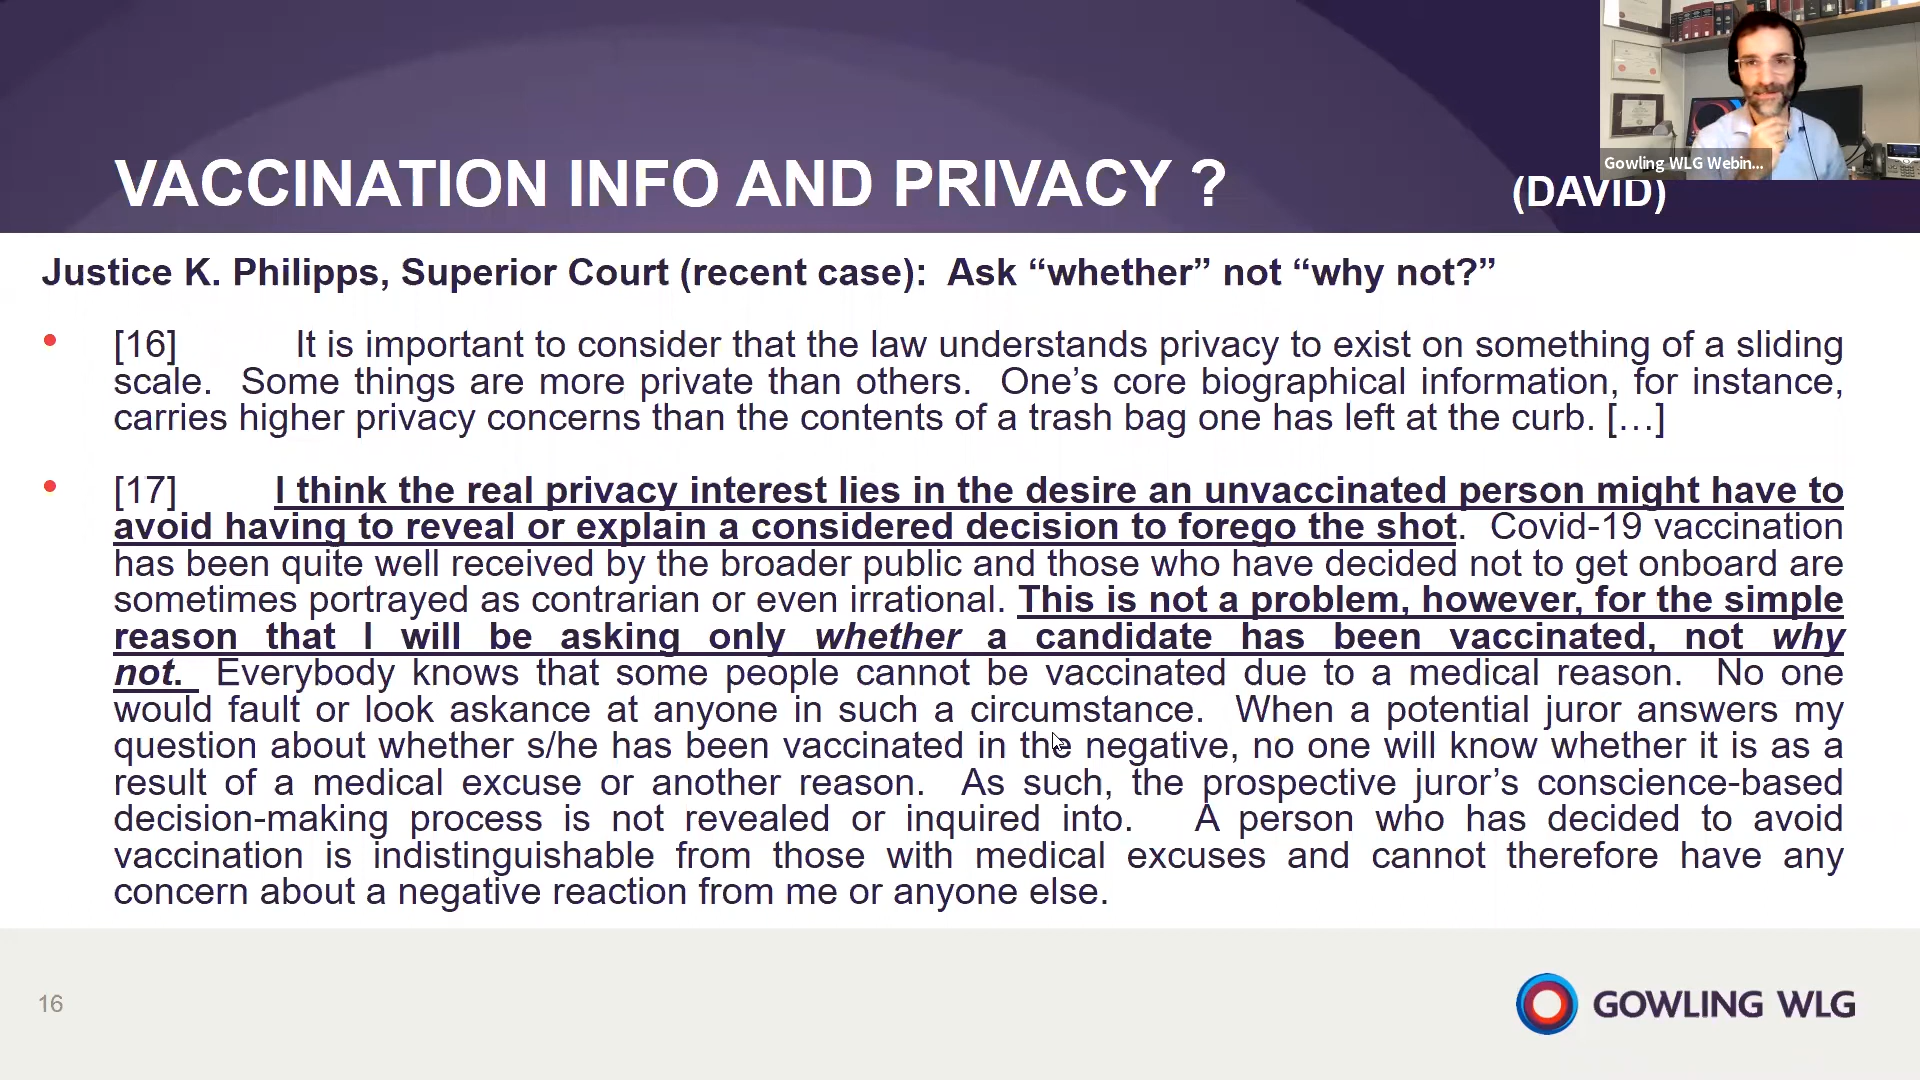 VACCINATION INFO AND PRIVACY ?
(DAVID)
Gowling WLG Webin...
Justice K. Philipps, Superior Court (recent case):  Ask “whether” not “why not?”
• [16] It is important to consider that the law understands privacy to exist on something of a sliding
scale.  Some things are more private than others.  One’s core biographical information, for instance,
carries higher privacy concerns than the contents of a trash bag one has left at the curb. […]
• [17] I think the real privacy interest lies in the desire an unvaccinated person might have to
avoid having to reveal or explain a considered decision to forego the shot.  Covid-19 vaccination
has been quite well received by the broader public and those who have decided not to get onboard are
sometimes portrayed as contrarian or even irrational. This is not a problem, however, for the simple
reason that I will be asking only whether a candidate has been vaccinated, not why
not.  Everybody knows that some people cannot be vaccinated due to a medical reason.  No one
would fault or look askance at anyone in such a circumstance.  When a potential juror answers my
question about whether s/he has been vaccinated in the negative, no one will know whether it is as a
result of a medical excuse or another reason.  As such, the prospective juror’s conscience-based
decision-making process is not revealed or inquired into.  A person who has decided to avoid
vaccination is indistinguishable from those with medical excuses and cannot therefore have any
concern about a negative reaction from me or anyone else.
16
GOWLING WLG